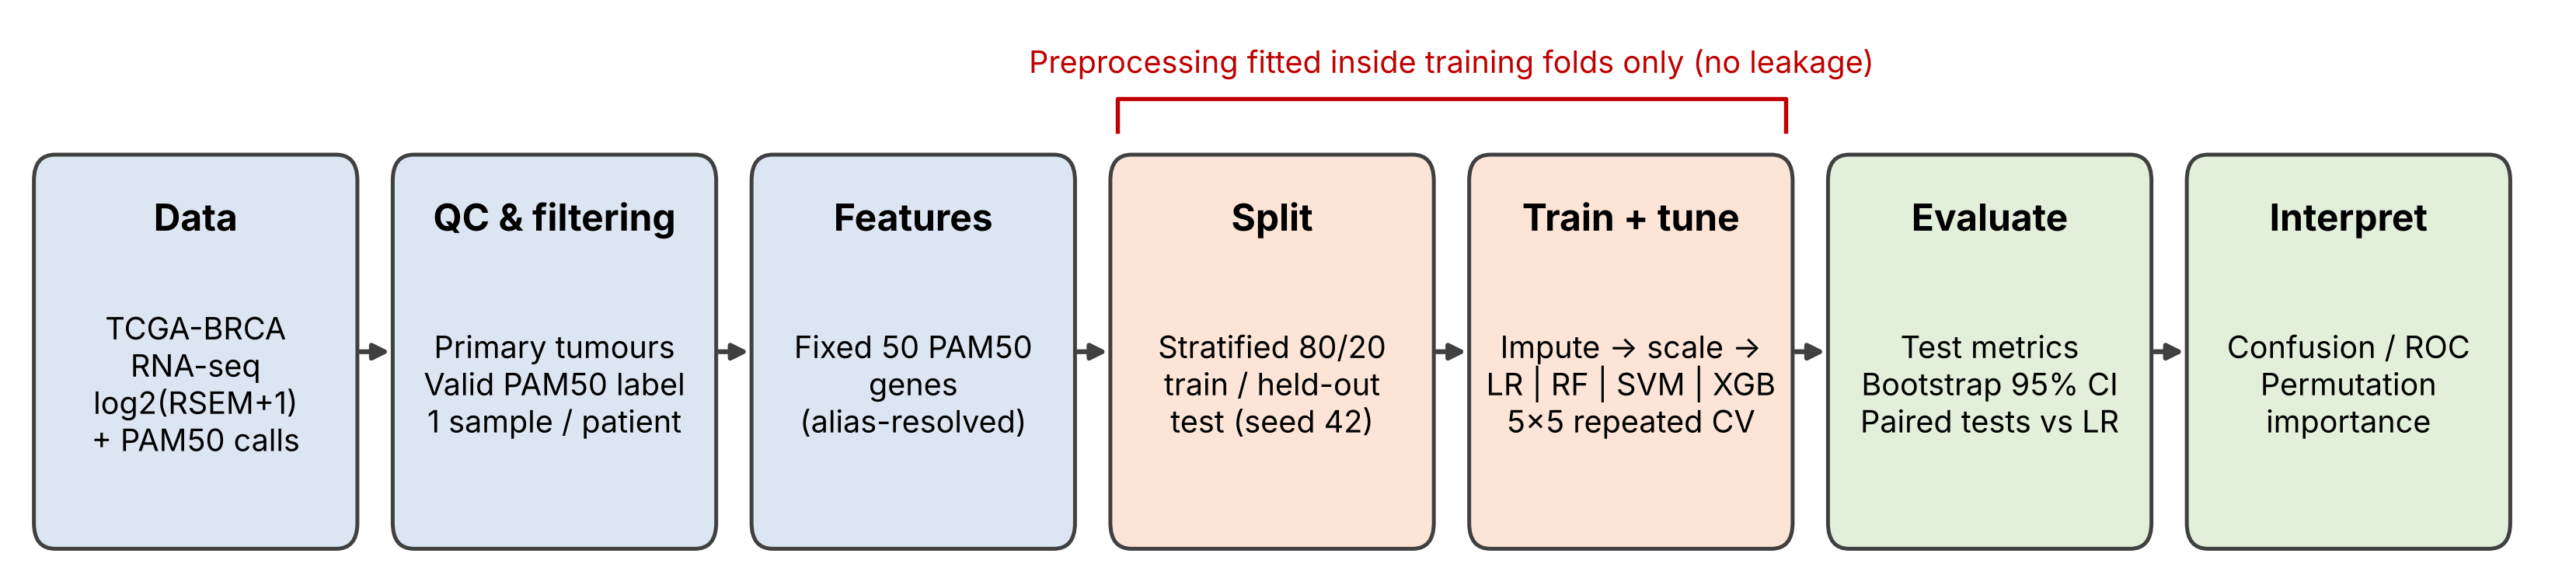 Preprocessing fitted inside training folds only (no leakage)
Data
TCGA-BRCA
RNA-seq
log2(RSEM+1)
+ PAM50 calls
QC & filtering
Primary tumours
Valid PAM50 label
1 sample / patient
Features
Fixed 50 PAM50
genes
(alias-resolved)
Split
Stratified 80/20
train / held-out
test (seed 42)
Train + tune
Impute → scale →
LR | RF | SVM | XGB
5×5 repeated CV
Evaluate
Test metrics
Bootstrap 95% CI
Paired tests vs LR
Interpret
Confusion / ROC
Permutation
importance